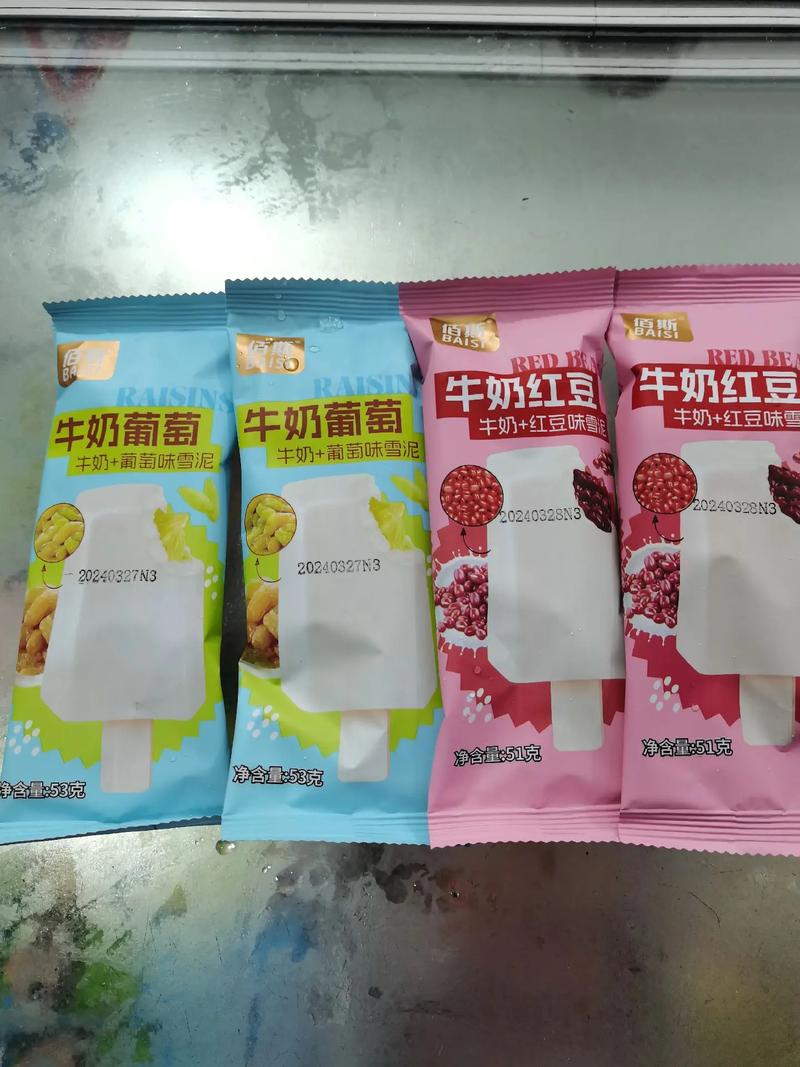 佰斯
BAISI
RAISINS
牛奶葡萄
牛奶+葡萄味雪泥
20240327N3
净含量:53克
佰斯
BAISI
RAISIN
牛奶葡萄
牛奶+葡萄味雪泥
20240327N3
净含量:53克
佰斯
BAISI
RED BEA
牛奶红豆
牛奶+红豆味雪泥
20240328N3
净含量:51克
佰斯
BAISI
RED BEA
牛奶红豆
牛奶+红豆味雪
20240328N3
净含量:51克